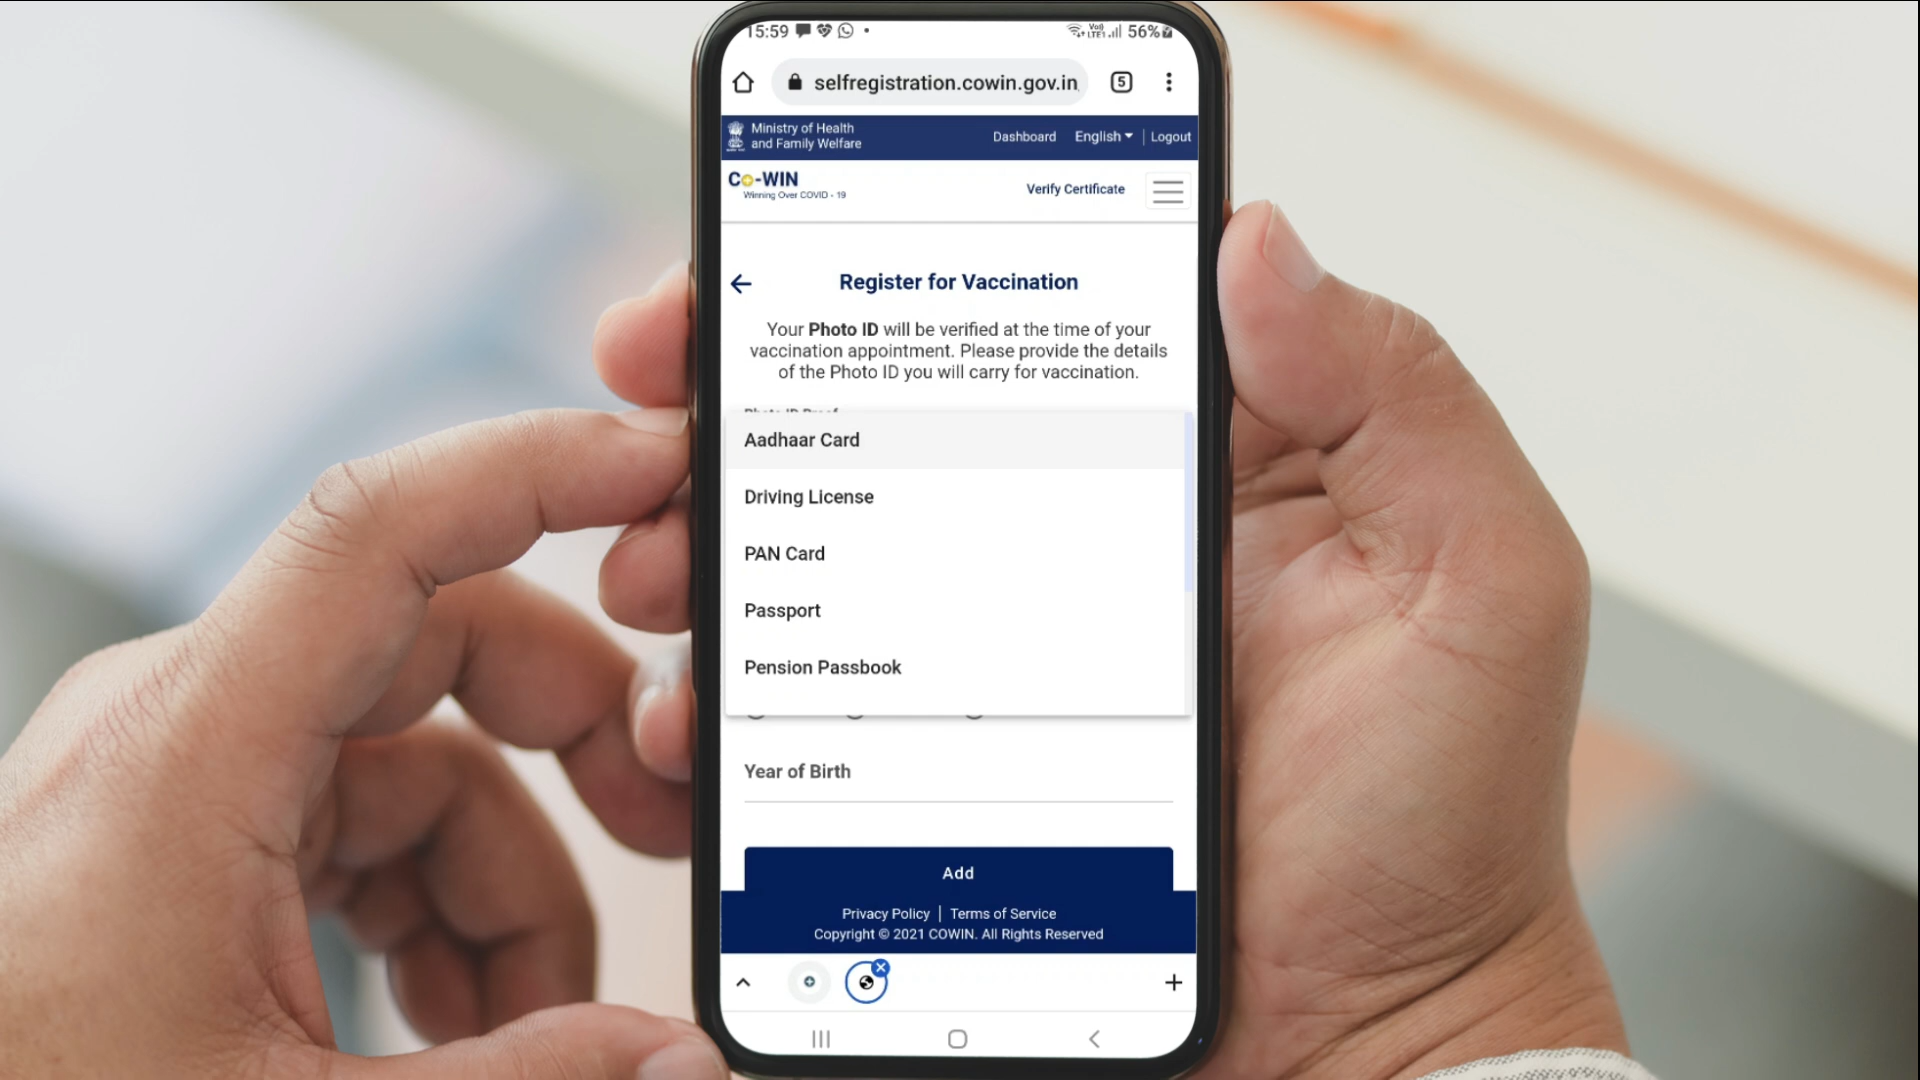 15:59
Vo)) LTE1 56%
selfregistration.cowin.gov.in
5
Ministry of Health
and Family Welfare
Dashboard English Logout
Co-WIN
Winning Over COVID - 19
Verify Certificate
Register for Vaccination
Your Photo ID will be verified at the time of your
vaccination appointment. Please provide the details
of the Photo ID you will carry for vaccination.
Photo ID Proof
Aadhaar Card
Driving License
PAN Card
Passport
Pension Passbook
Year of Birth
Add
Privacy Policy | Terms of Service
Copyright © 2021 COWIN. All Rights Reserved